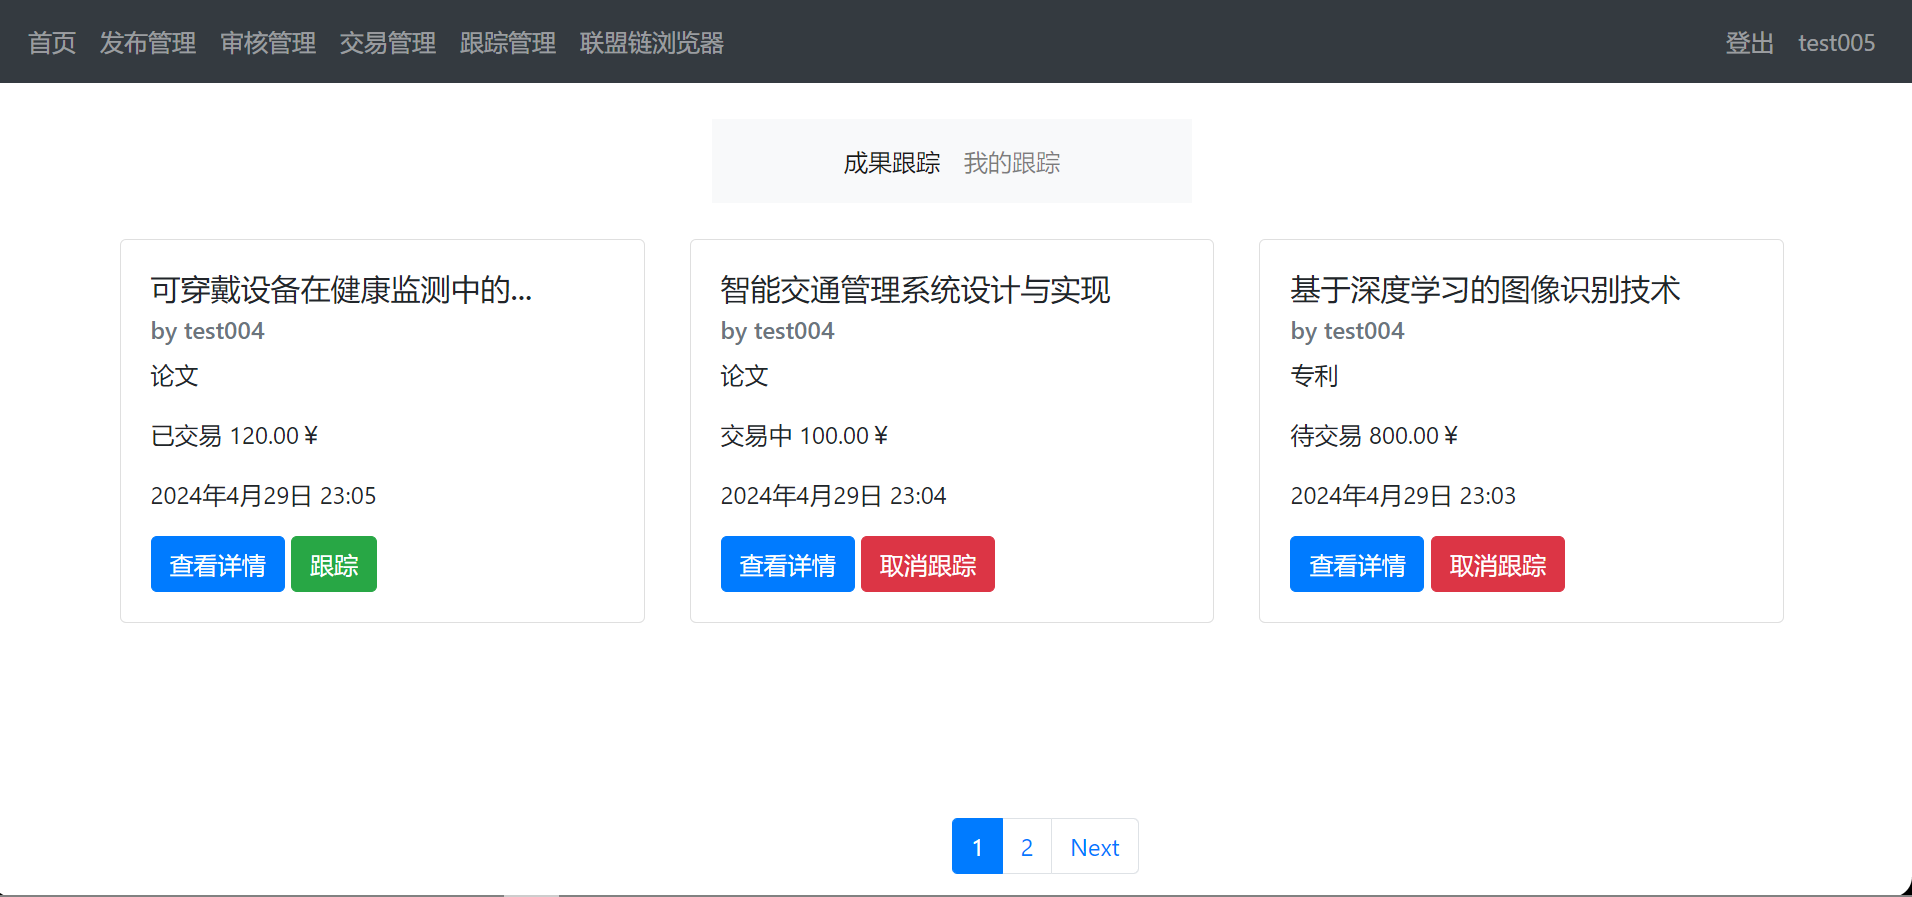 首页 发布管理 审核管理 交易管理 跟踪管理 联盟链浏览器 登出 test005
成果跟踪 我的跟踪
可穿戴设备在健康监测中的...
by test004
论文
已交易 120.00￥
2024年4月29日 23:05
查看详情 跟踪
智能交通管理系统设计与实现
by test004
论文
交易中 100.00￥
2024年4月29日 23:04
查看详情 取消跟踪
基于深度学习的图像识别技术
by test004
专利
待交易 800.00￥
2024年4月29日 23:03
查看详情 取消跟踪
1 2 Next